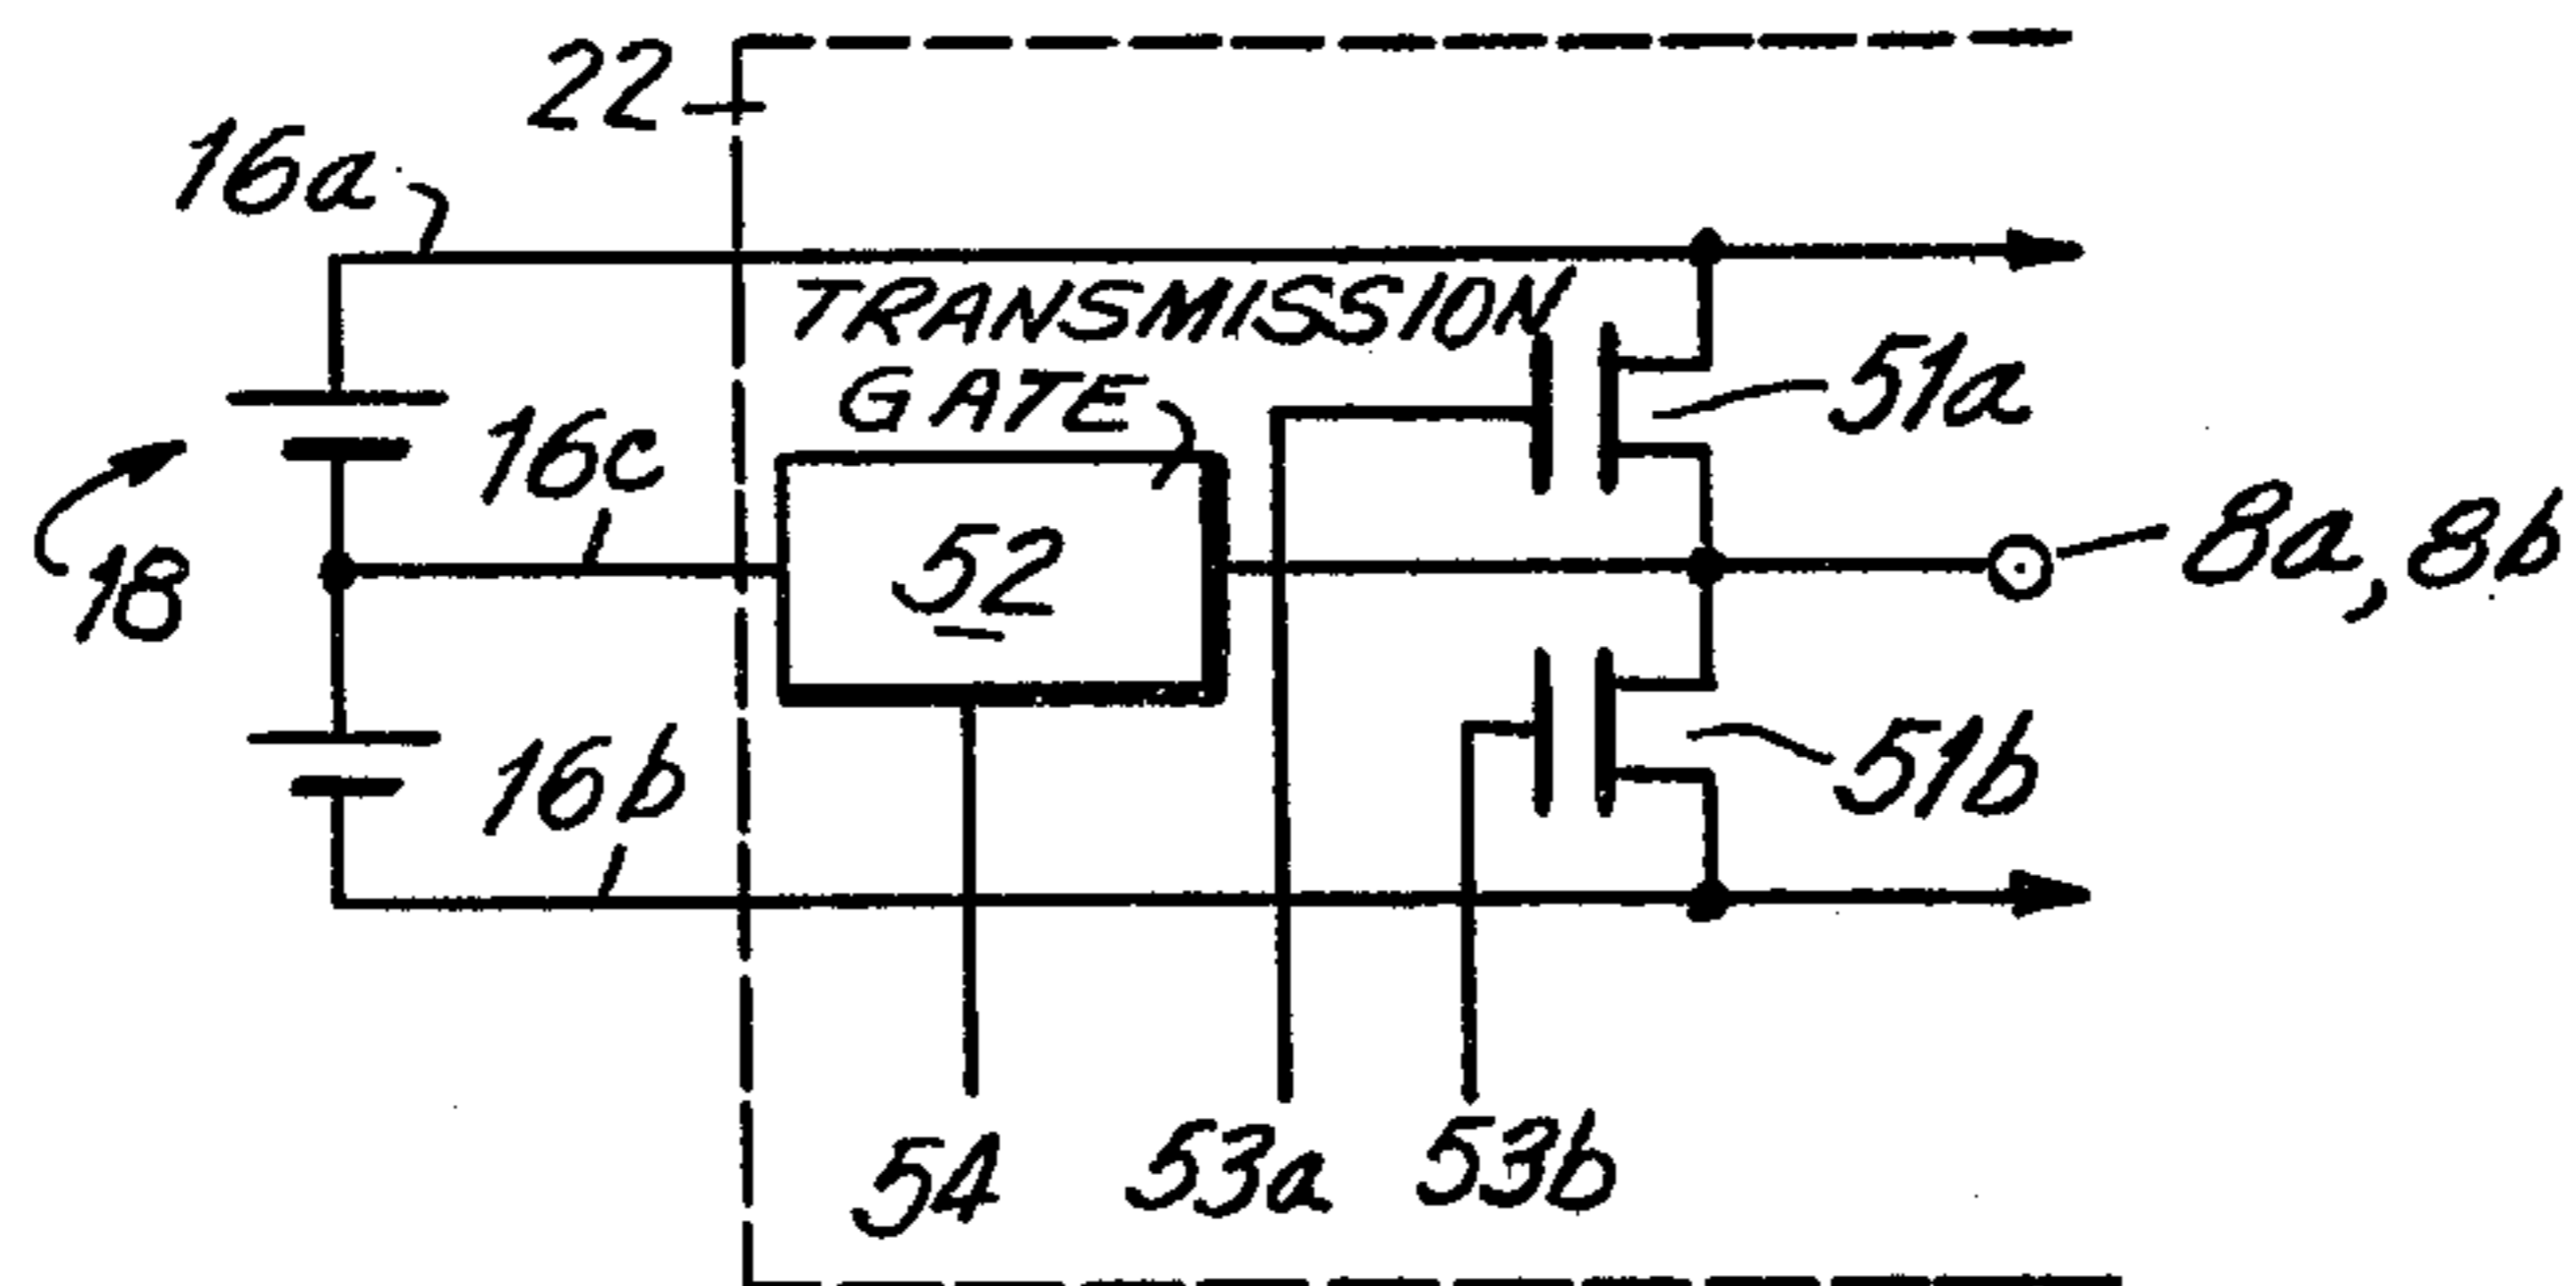 22
16a
TRANSMISSION
GATE
51a
16c
52
8a, 8b
18
16b
51b
54
53a
53b